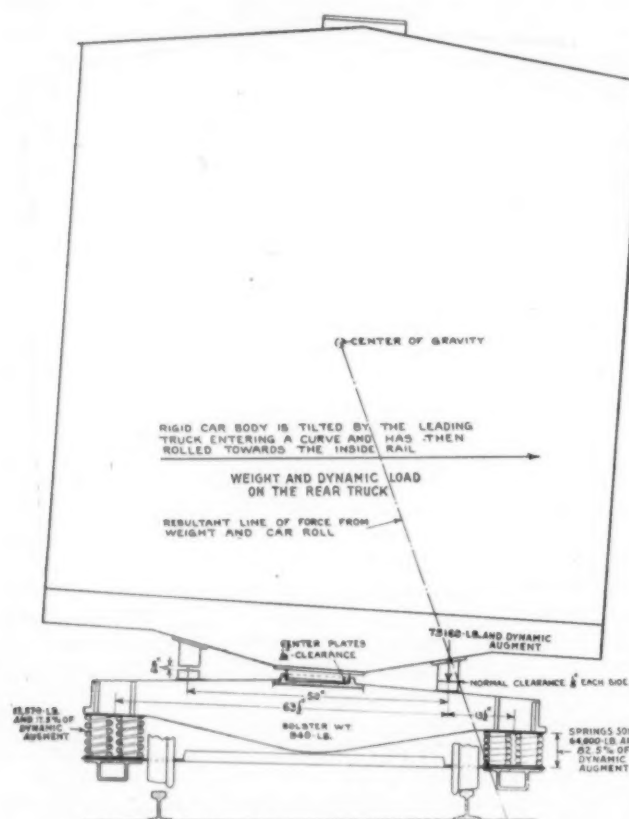 CENTER OF GRAVITY
RIGID CAR BODY IS TILTED BY THE LEADING
TRUCK ENTERING A CURVE AND HAS THEN
ROLLED TOWARDS THE INSIDE RAIL
WEIGHT AND DYNAMIC LOAD
ON THE REAR TRUCK
RESULTANT LINE OF FORCE FROM
WEIGHT AND CAR ROLL
LB. AND DYNAMIC
AUGMENT
CENTER PLATES
CLEARANCE
NORMAL CLEARANCE EACH SIDE
50"
BOLSTER WT.
840-LB.
AND 17.5% OF
DYNAMIC
AUGMENT
SPRINGS
64,000-LB.
82.5% OF
DYNAMIC
AUGMENT